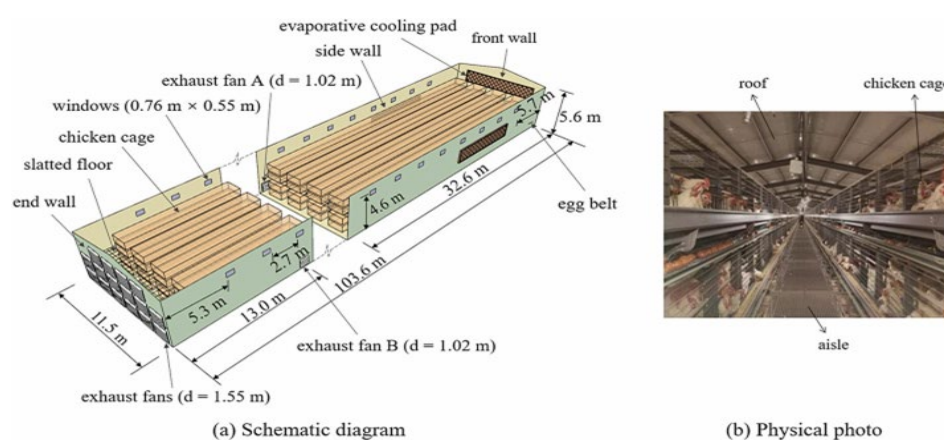 evaporative cooling pad
side wall
front wall
exhaust fan A (d = 1.02 m)
windows (0.76 m × 0.55 m)
chicken cage
slatted floor
end wall
5.7 m
5.6 m
4.6 m
32.6 m
egg belt
2.7 m
103.6 m
5.3 m
13.0 m
11.5 m
exhaust fan B (d = 1.02 m)
exhaust fans (d = 1.55 m)
(a) Schematic diagram
roof
chicken cage
aisle
(b) Physical photo